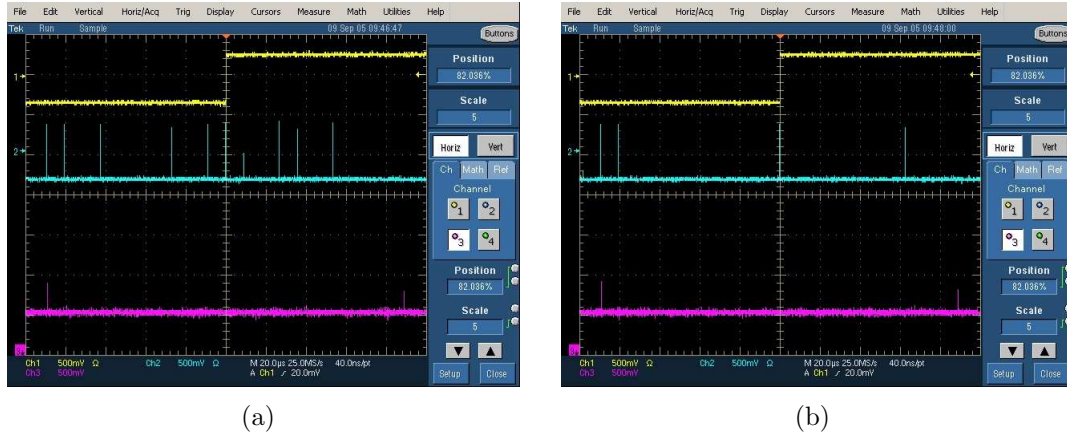 File Edit Vertical Horiz/Acq Trig Display Cursors Measure Math Utilities Help
Tek Run Sample 09 Sep 05 09:46:47
Buttons
Position
82.036%
Scale
5
Horiz Vert
Ch Math Ref
Channel
1 2
3 4
Position
82.036%
Scale
5
Setup Close
1
2
Ch1 500mV Ω Ch2 500mV Ω M 20.0µs 25.0MS/s 40.0ns/pt
Ch3 500mV A Ch1 20.0mV
(a)
File Edit Vertical Horiz/Acq Trig Display Cursors Measure Math Utilities Help
Tek Run Sample 09 Sep 05 09:48:00
Buttons
Position
82.036%
Scale
5
Horiz Vert
Ch Math Ref
Channel
1 2
3 4
Position
82.036%
Scale
5
Setup Close
1
2
Ch1 500mV Ω Ch2 500mV Ω M 20.0µs 25.0MS/s 40.0ns/pt
Ch3 500mV A Ch1 20.0mV
(b)